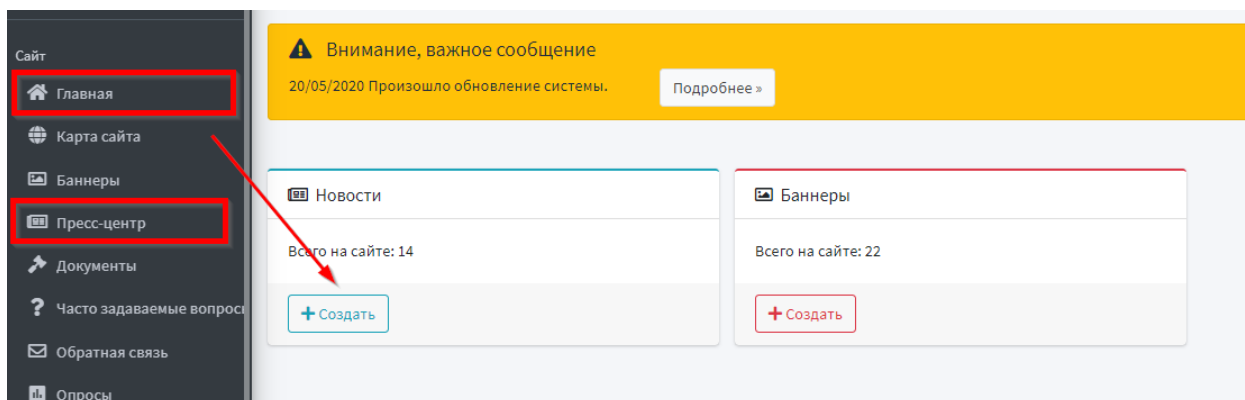 Сайт
Главная
Карта сайта
Баннеры
Пресс-центр
Документы
Часто задаваемые вопросы
Обратная связь
Опросы
Внимание, важное сообщение
20/05/2020 Произошло обновление системы.
Подробнее »
Новости
Всего на сайте: 14
+ Создать
Баннеры
Всего на сайте: 22
+ Создать